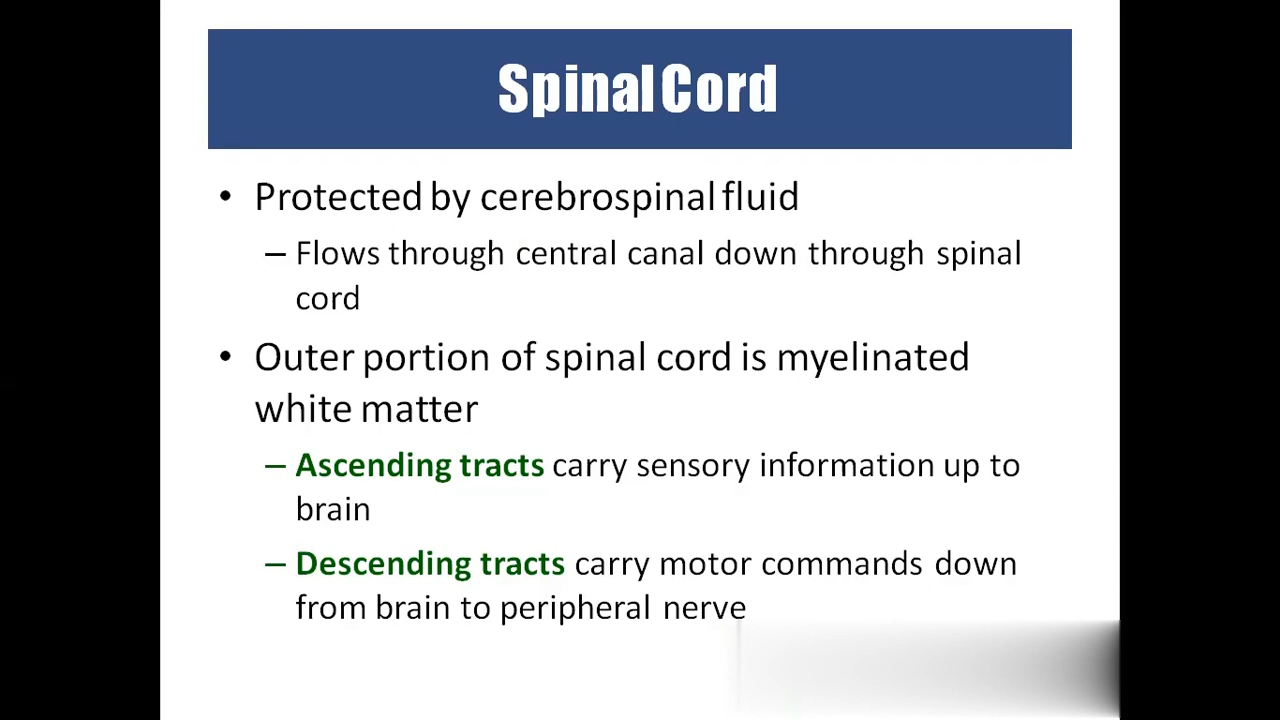 Spinal Cord
• Protected by cerebrospinal fluid
– Flows through central canal down through spinal
cord
• Outer portion of spinal cord is myelinated
white matter
– Ascending tracts carry sensory information up to
brain
– Descending tracts carry motor commands down
from brain to peripheral nerve